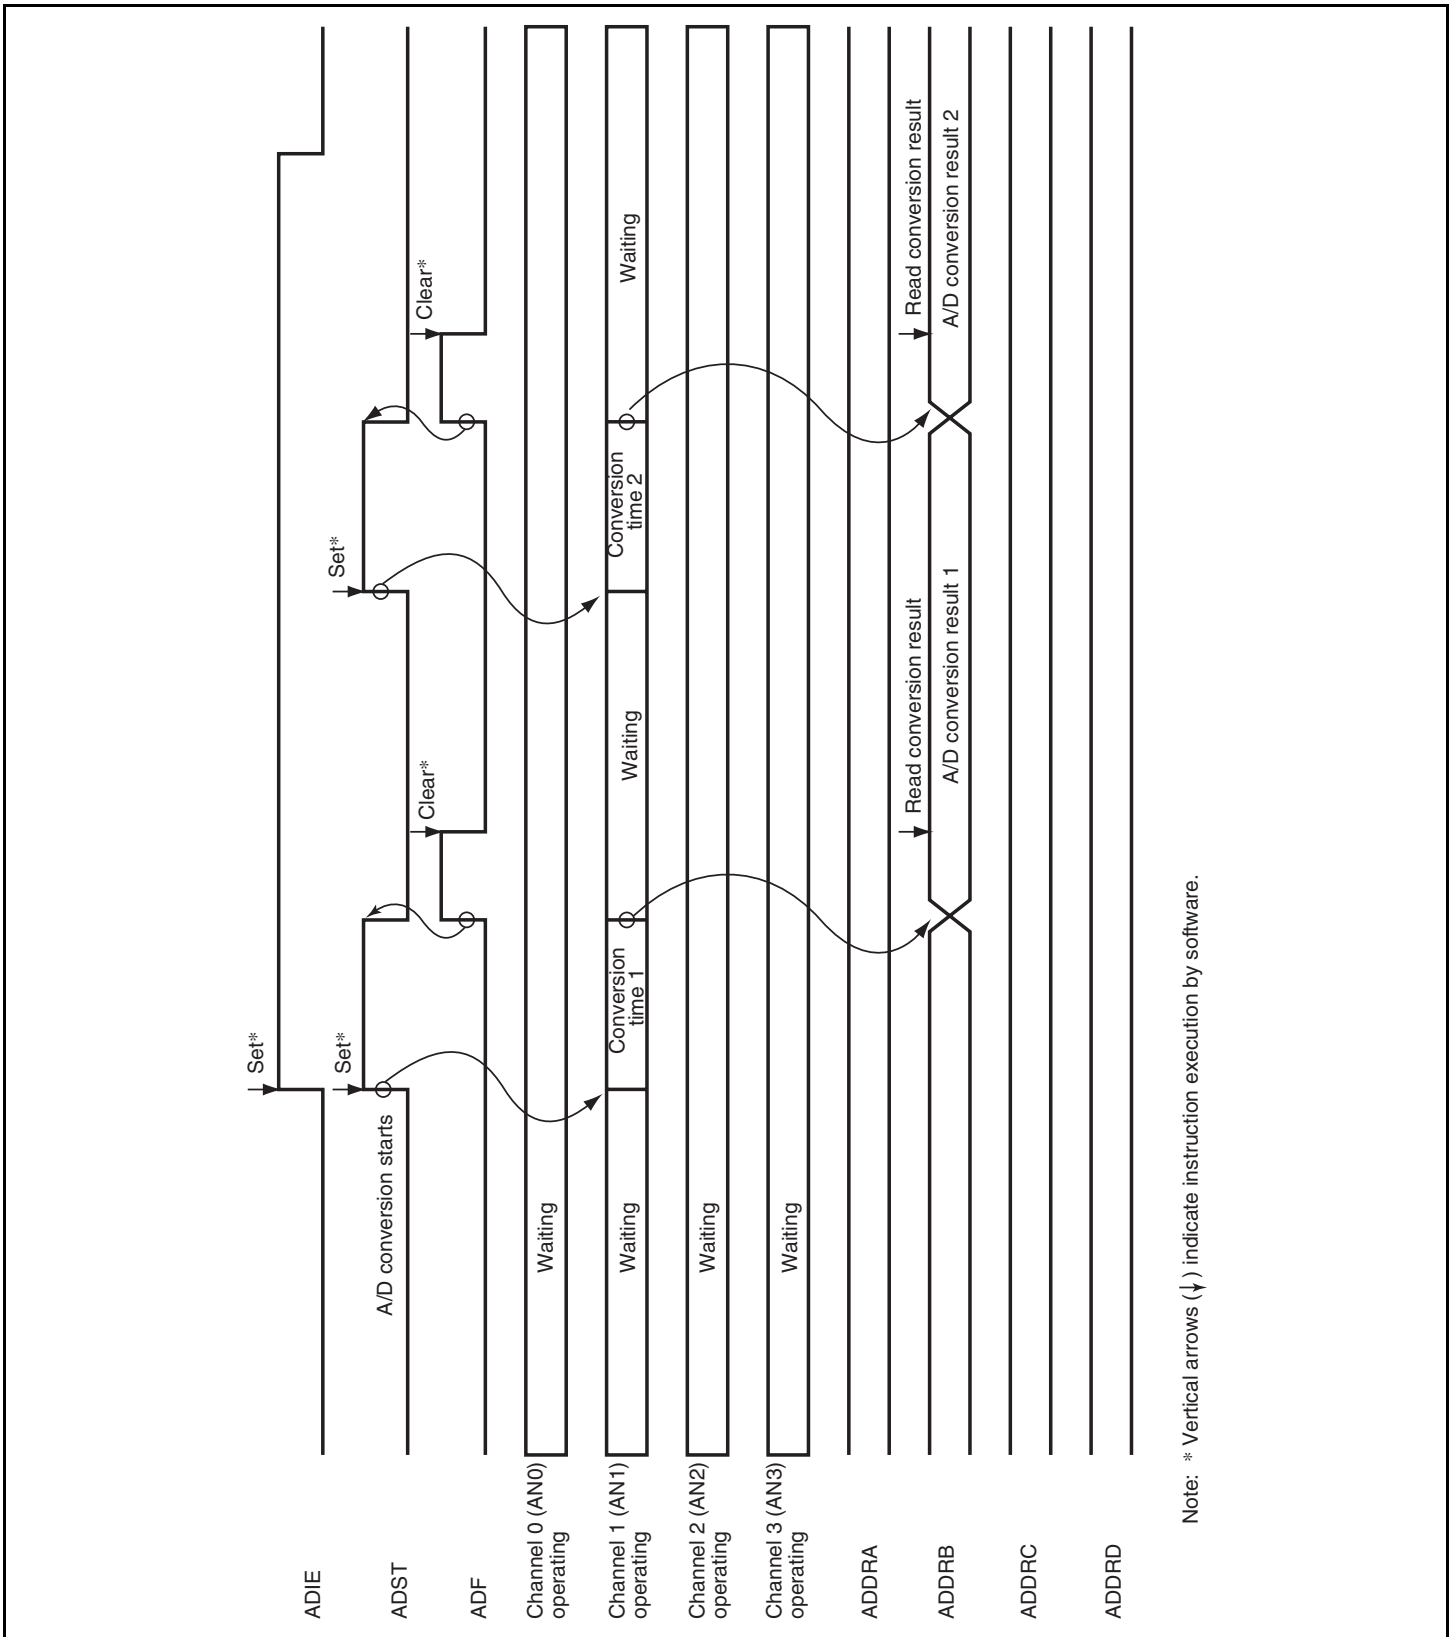 Set*
ADIE
Set*
Set*
A/D conversion starts
ADST
Clear*
Clear*
ADF
Channel 0 (AN0)
operating
Waiting
Channel 1 (AN1)
operating
Waiting
Conversion
time 1
Waiting
Conversion
time 2
Waiting
Channel 2 (AN2)
operating
Waiting
Channel 3 (AN3)
operating
Waiting
ADDRA
Read conversion result
Read conversion result
ADDRB
A/D conversion result 1
A/D conversion result 2
ADDRC
ADDRD
Note: * Vertical arrows (↓) indicate instruction execution by software.